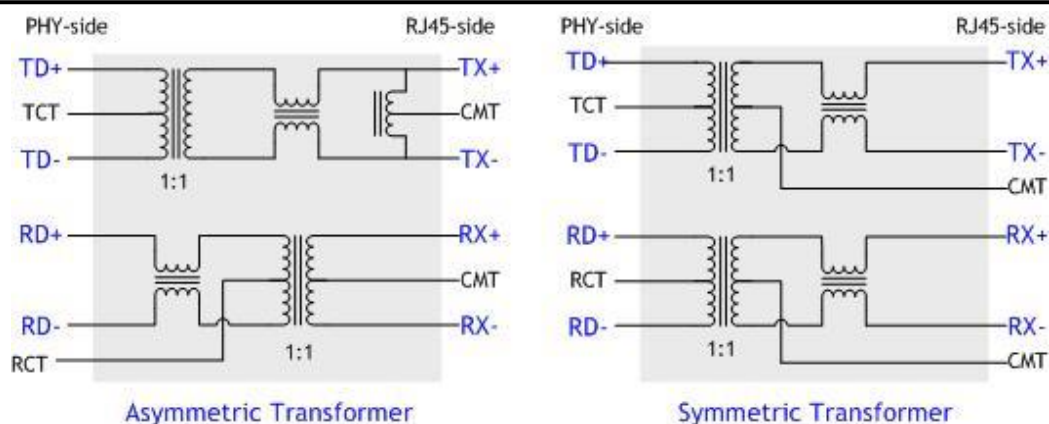 PHY-side RJ45-side
TD+ TX+
TCT CMT
TD- TX-
1:1
RD+ RX+
CMT
RD- RX-
RCT
1:1
Asymmetric Transformer
PHY-side RJ45-side
TD+ TX+
TCT
TD- TX-
1:1
CMT
RD+ RX+
RCT
RD- RX-
1:1
CMT
Symmetric Transformer